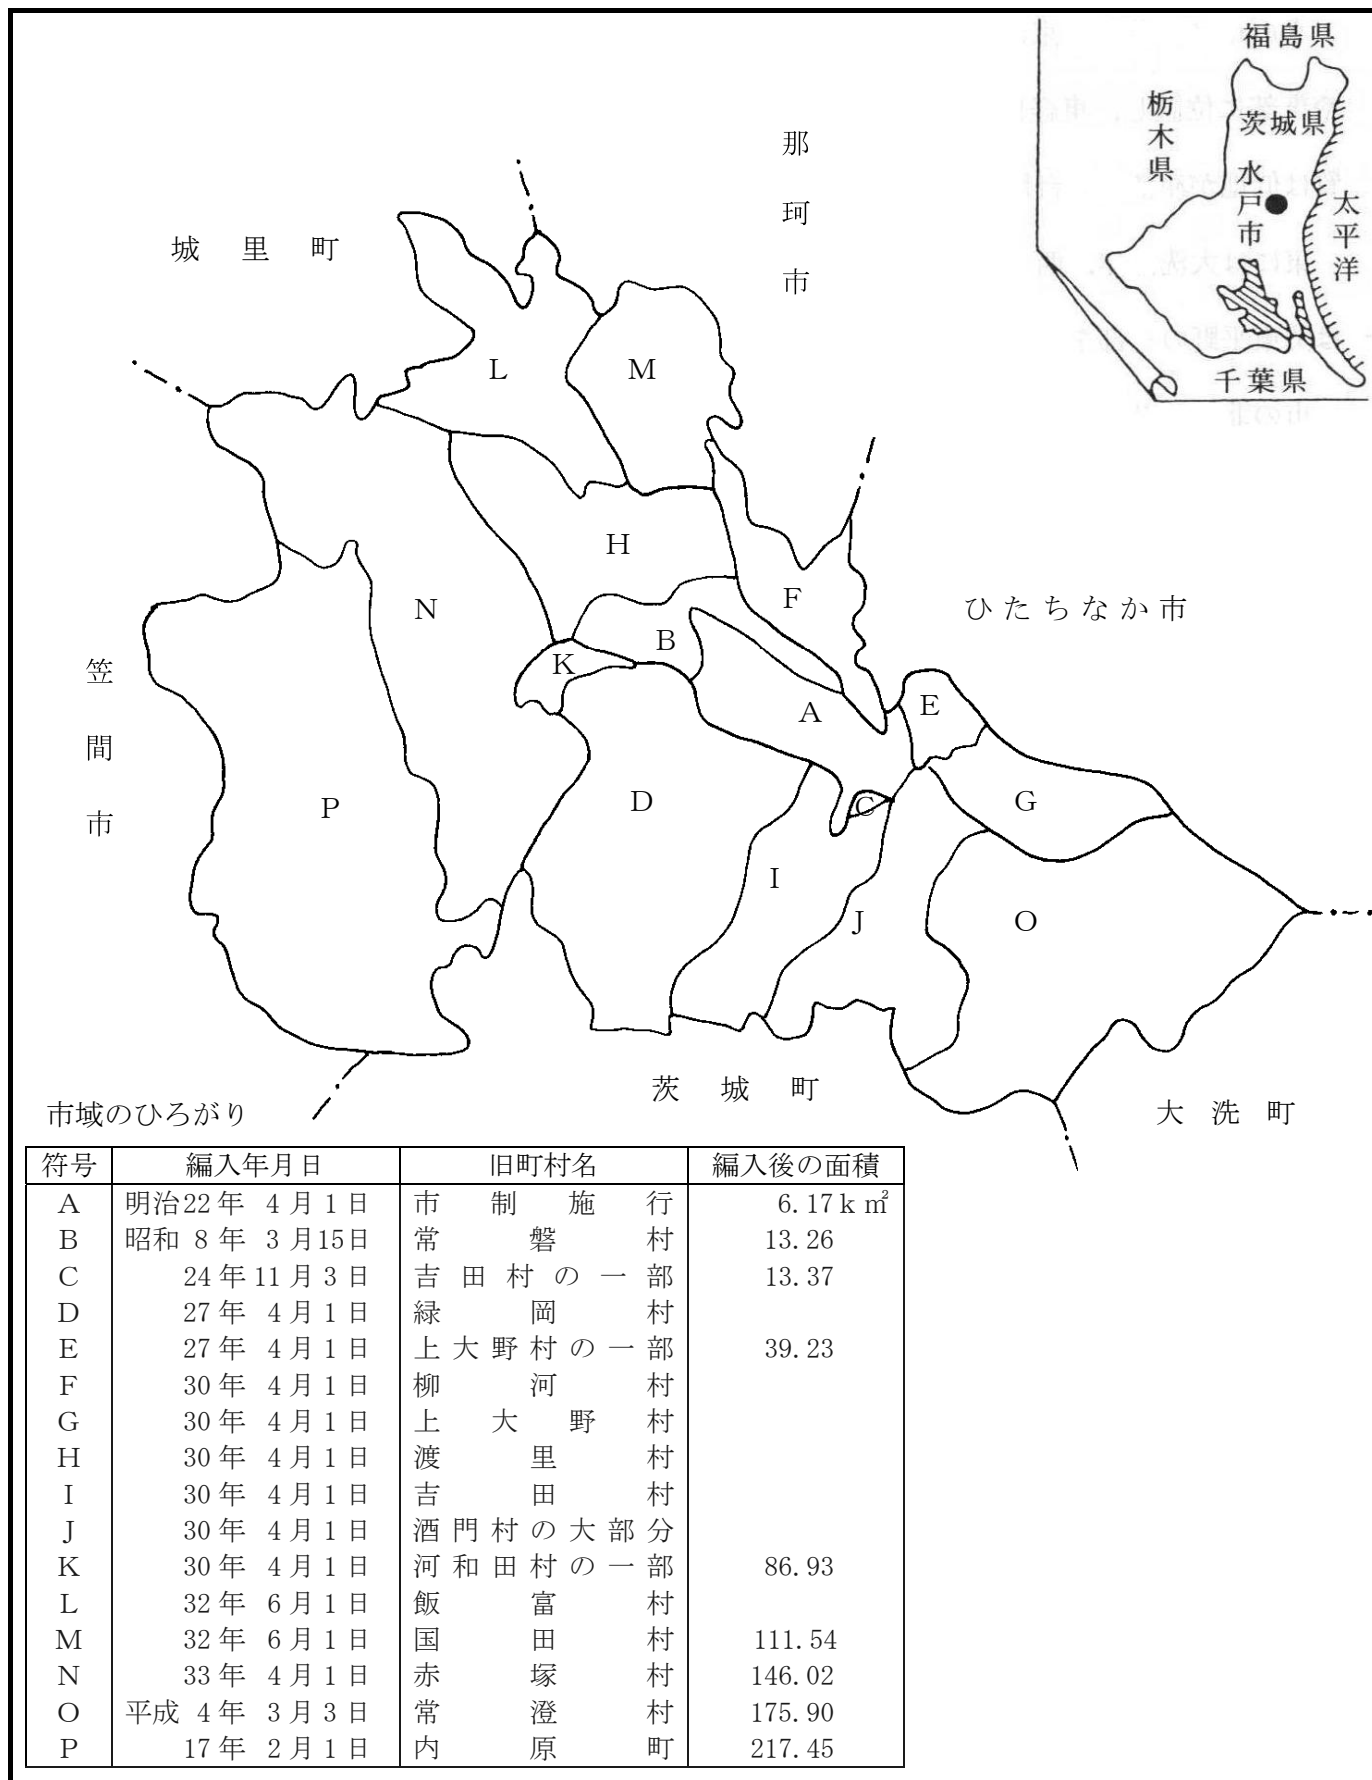 福島県
栃木県
茨城県
水戸市
太平洋
千葉県
那珂市
城里町
L
M
H
F
N
ひたちなか市
B
K
笠間市
A
E
P
D
C
G
I
J
O
茨城町
大洗町
市域のひろがり
符号 編入年月日 旧町村名 編入後の面積
A 明治22年 4月1日 市制施行 6.17k㎡
B 昭和 8年 3月15日 常磐村 13.26
C 24年11月3日 吉田村の一部 13.37
D 27年 4月1日 緑岡村
E 27年 4月1日 上大野村の一部 39.23
F 30年 4月1日 柳河村
G 30年 4月1日 上大野村
H 30年 4月1日 渡里村
I 30年 4月1日 吉田村
J 30年 4月1日 酒門村の大部分
K 30年 4月1日 河和田村の一部 86.93
L 32年 6月1日 飯富村
M 32年 6月1日 国田村 111.54
N 33年 4月1日 赤塚村 146.02
O 平成 4年 3月3日 常澄村 175.90
P 17年 2月1日 内原町 217.45